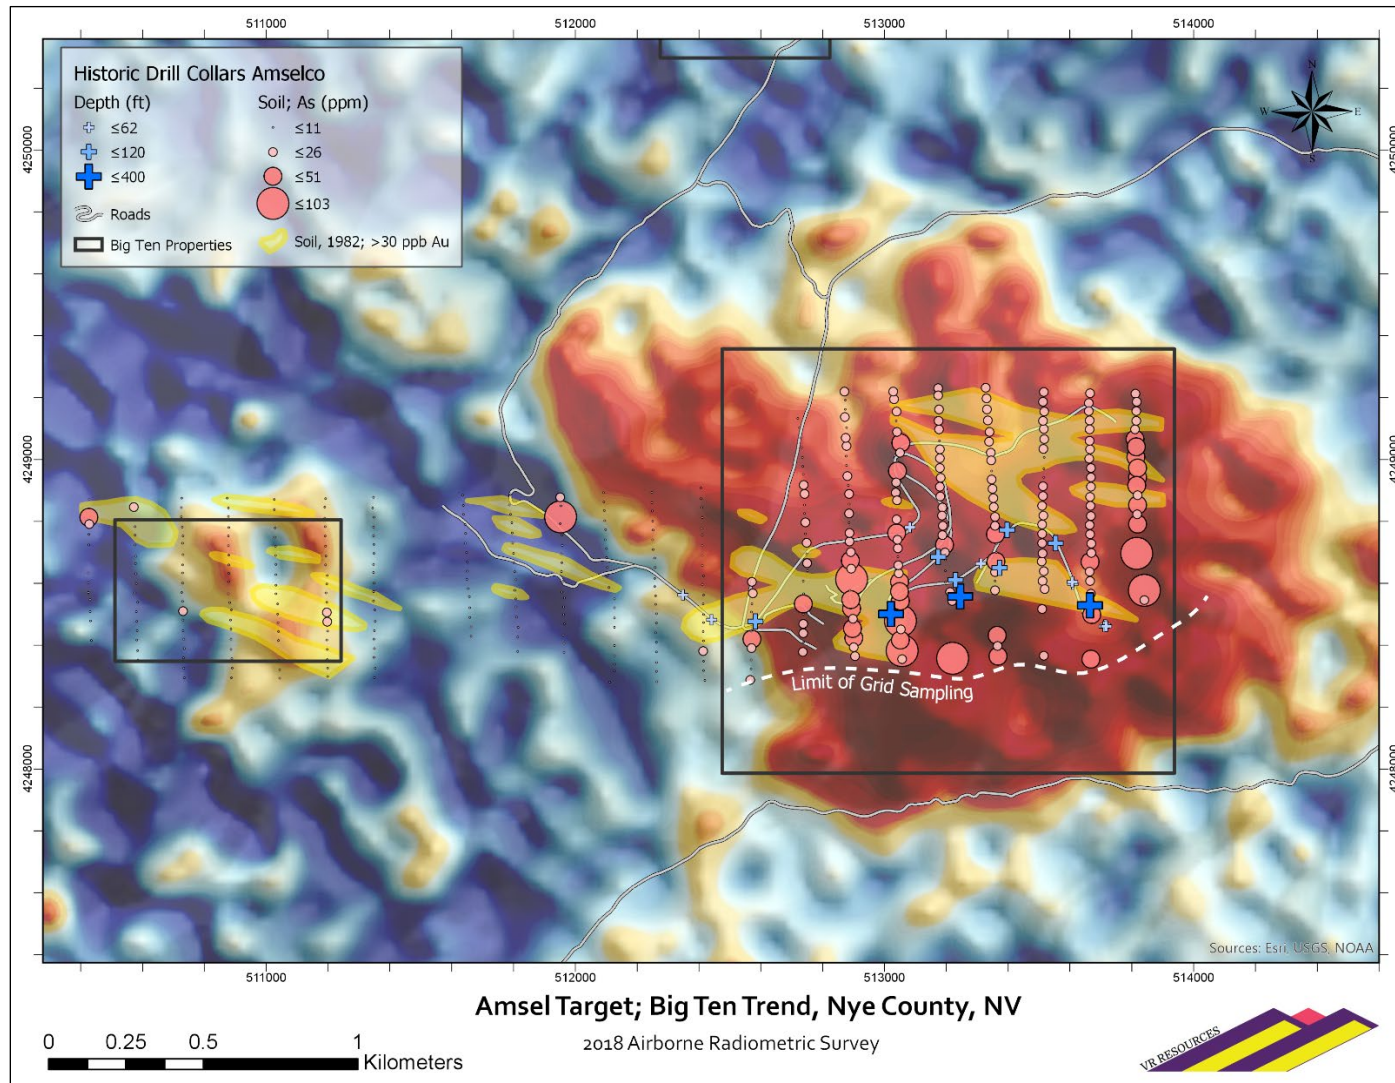 511000 512000 513000 514000
Historic Drill Collars Amselco
Depth (ft) Soil; As (ppm)
≤62 ≤11
≤120 ≤26
≤400 ≤51
≤103
Roads
Big Ten Properties Soil, 1982; >30 ppb Au
N
W E
S
4250000 4250000
4249000 4249000
4248000 4248000
Limit of Grid Sampling
Sources: Esri, USGS, NOAA
511000 512000 513000 514000
Amsel Target; Big Ten Trend, Nye County, NV
2018 Airborne Radiometric Survey
0 0.25 0.5 1
Kilometers
VR RESOURCES